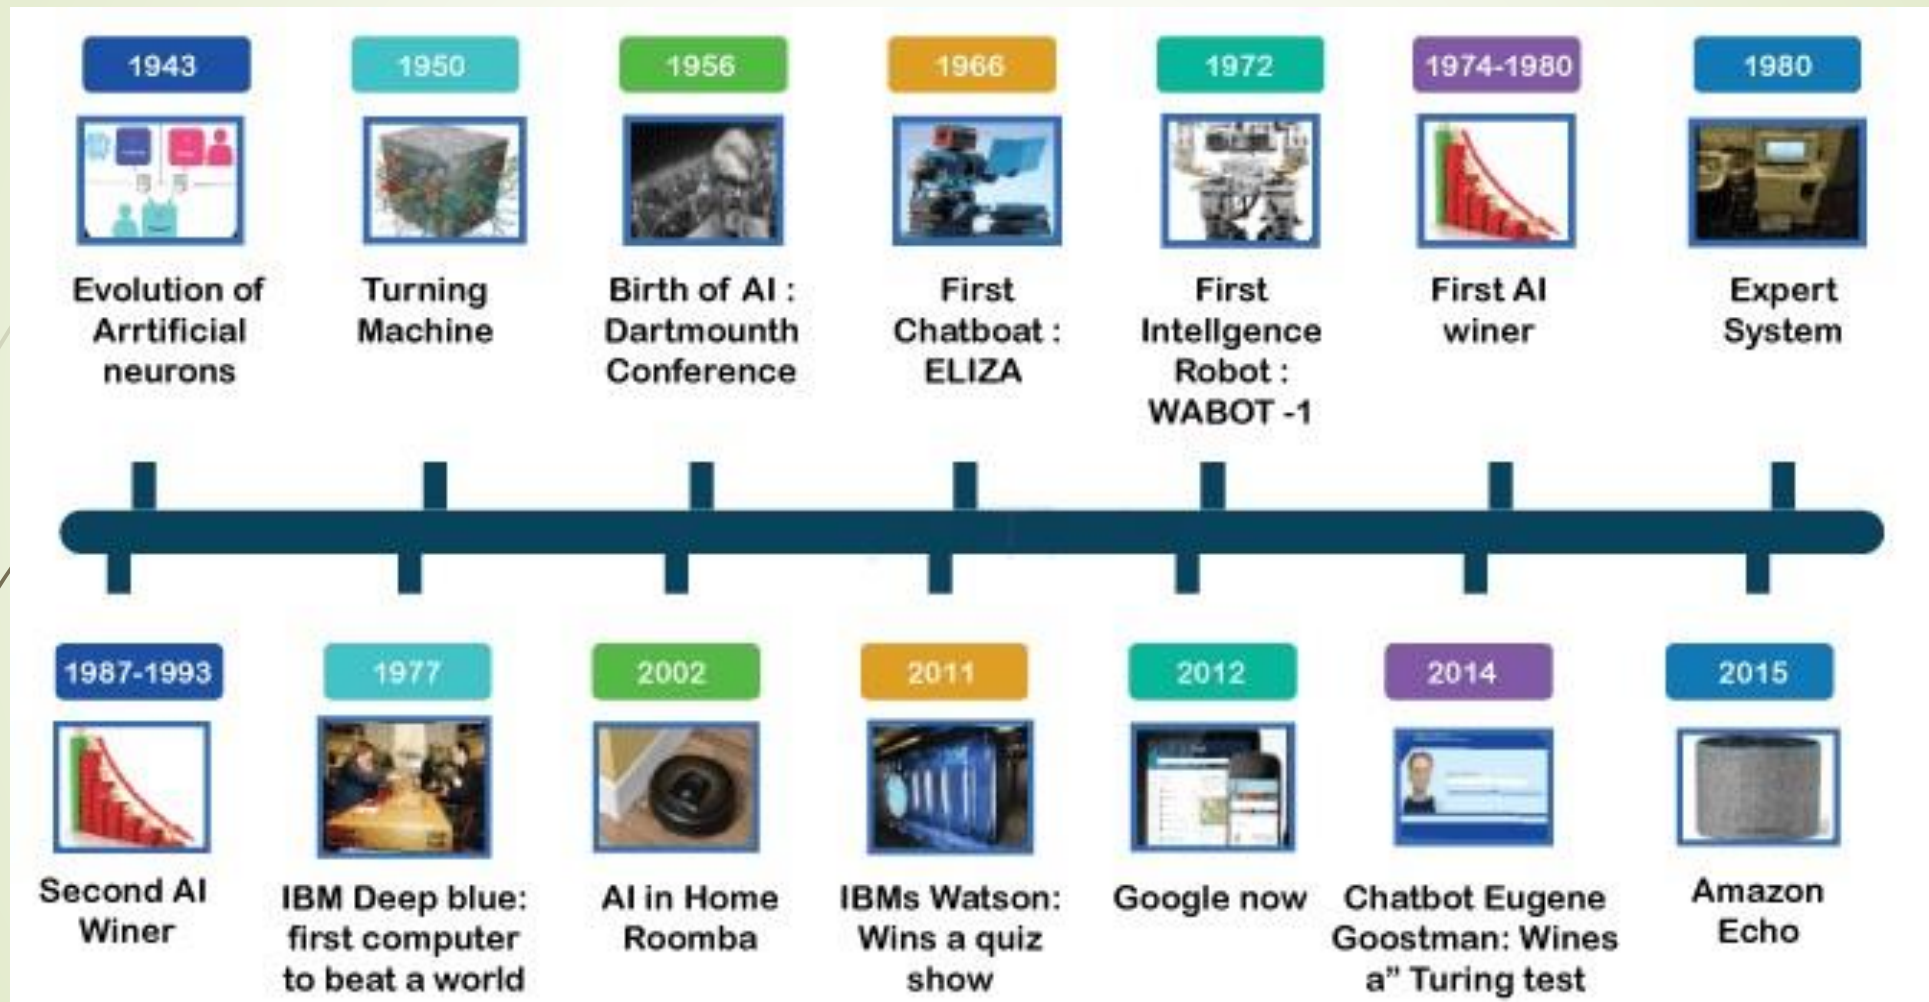 1943
1950
1956
1966
1972
1974-1980
1980
Evolution of
Arrtificial
neurons
Turning
Machine
Birth of AI :
Dartmounth
Conference
First
Chatboat :
ELIZA
First
Intellgence
Robot :
WABOT -1
First AI
winer
Expert
System
1987-1993
1977
2002
2011
2012
2014
2015
Second AI
Winer
IBM Deep blue:
first computer
to beat a world
AI in Home
Roomba
IBMs Watson:
Wins a quiz
show
Google now
Chatbot Eugene
Goostman: Wines
a” Turing test
Amazon
Echo